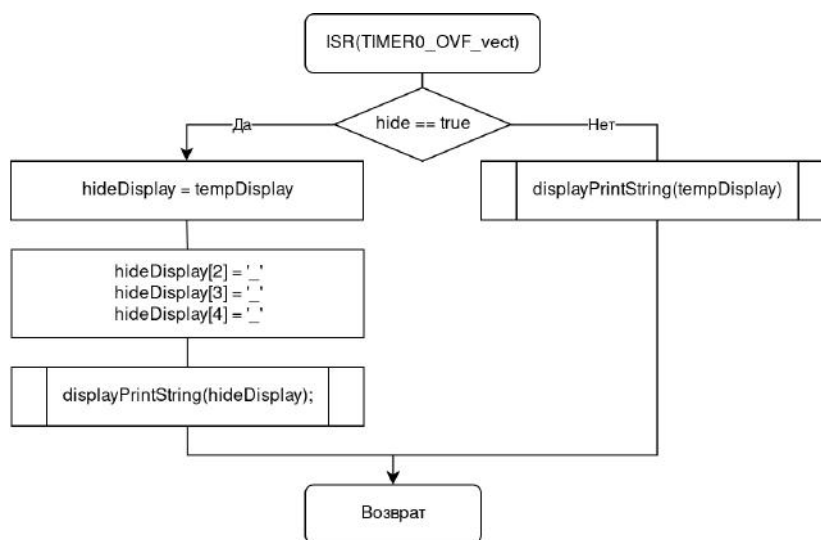 ISR(TIMER0_OVF_vect)
hide == true
Да
Нет
hideDisplay = tempDisplay
displayPrintString(tempDisplay)
hideDisplay[2] = '_'
hideDisplay[3] = '_'
hideDisplay[4] = '_'
displayPrintString(hideDisplay);
Возврат